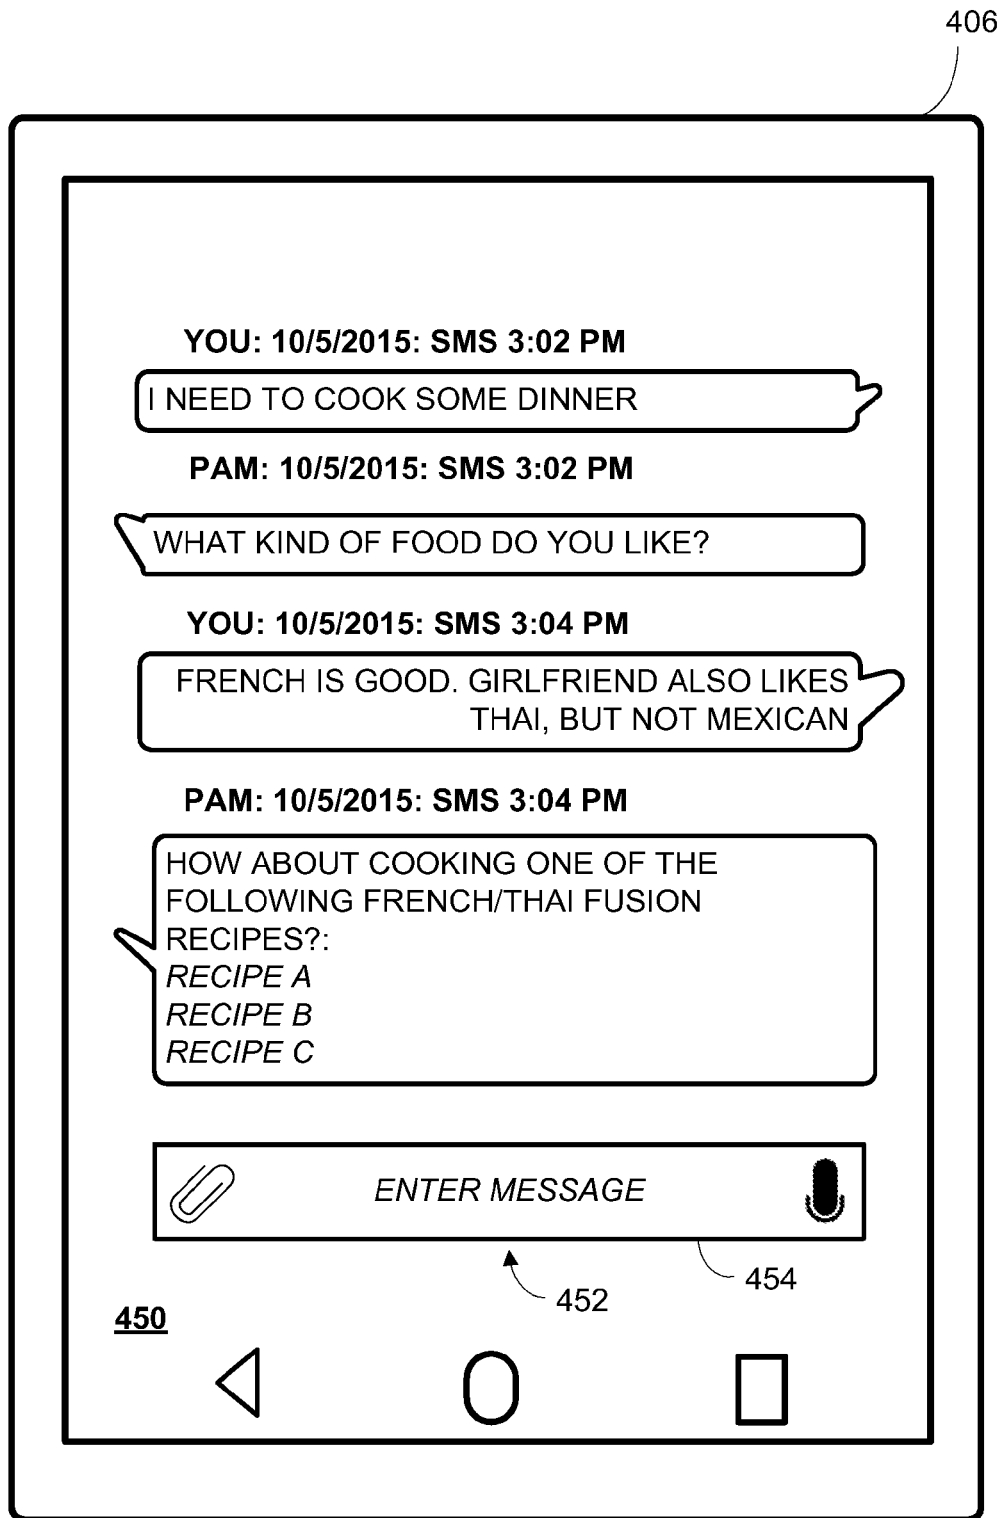 406
YOU: 10/5/2015: SMS 3:02 PM
I NEED TO COOK SOME DINNER
PAM: 10/5/2015: SMS 3:02 PM
WHAT KIND OF FOOD DO YOU LIKE?
YOU: 10/5/2015: SMS 3:04 PM
FRENCH IS GOOD. GIRLFRIEND ALSO LIKES
THAI, BUT NOT MEXICAN
PAM: 10/5/2015: SMS 3:04 PM
HOW ABOUT COOKING ONE OF THE
FOLLOWING FRENCH/THAI FUSION
RECIPES?:
RECIPE A
RECIPE B
RECIPE C
ENTER MESSAGE
454
452
450